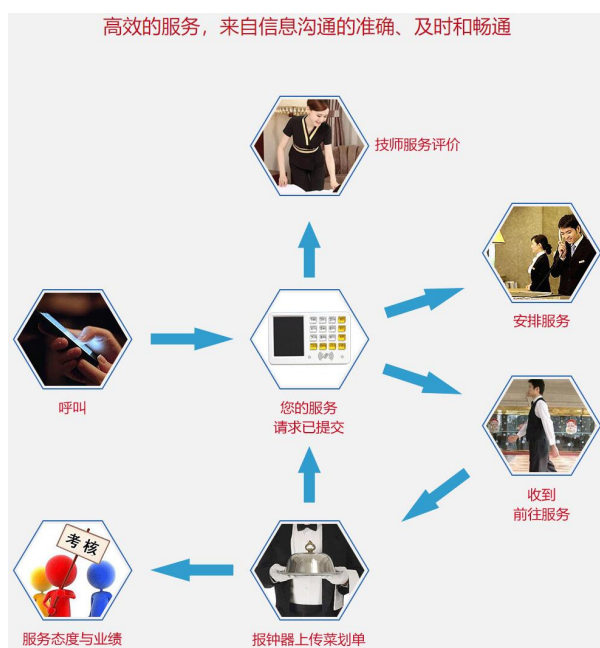 高效的服务，来自信息沟通的准确、及时和畅通
技师服务评价
安排服务
呼叫
您的服务
请求已提交
收到
前往服务
考核
服务态度与业绩
报钟器上传菜划单